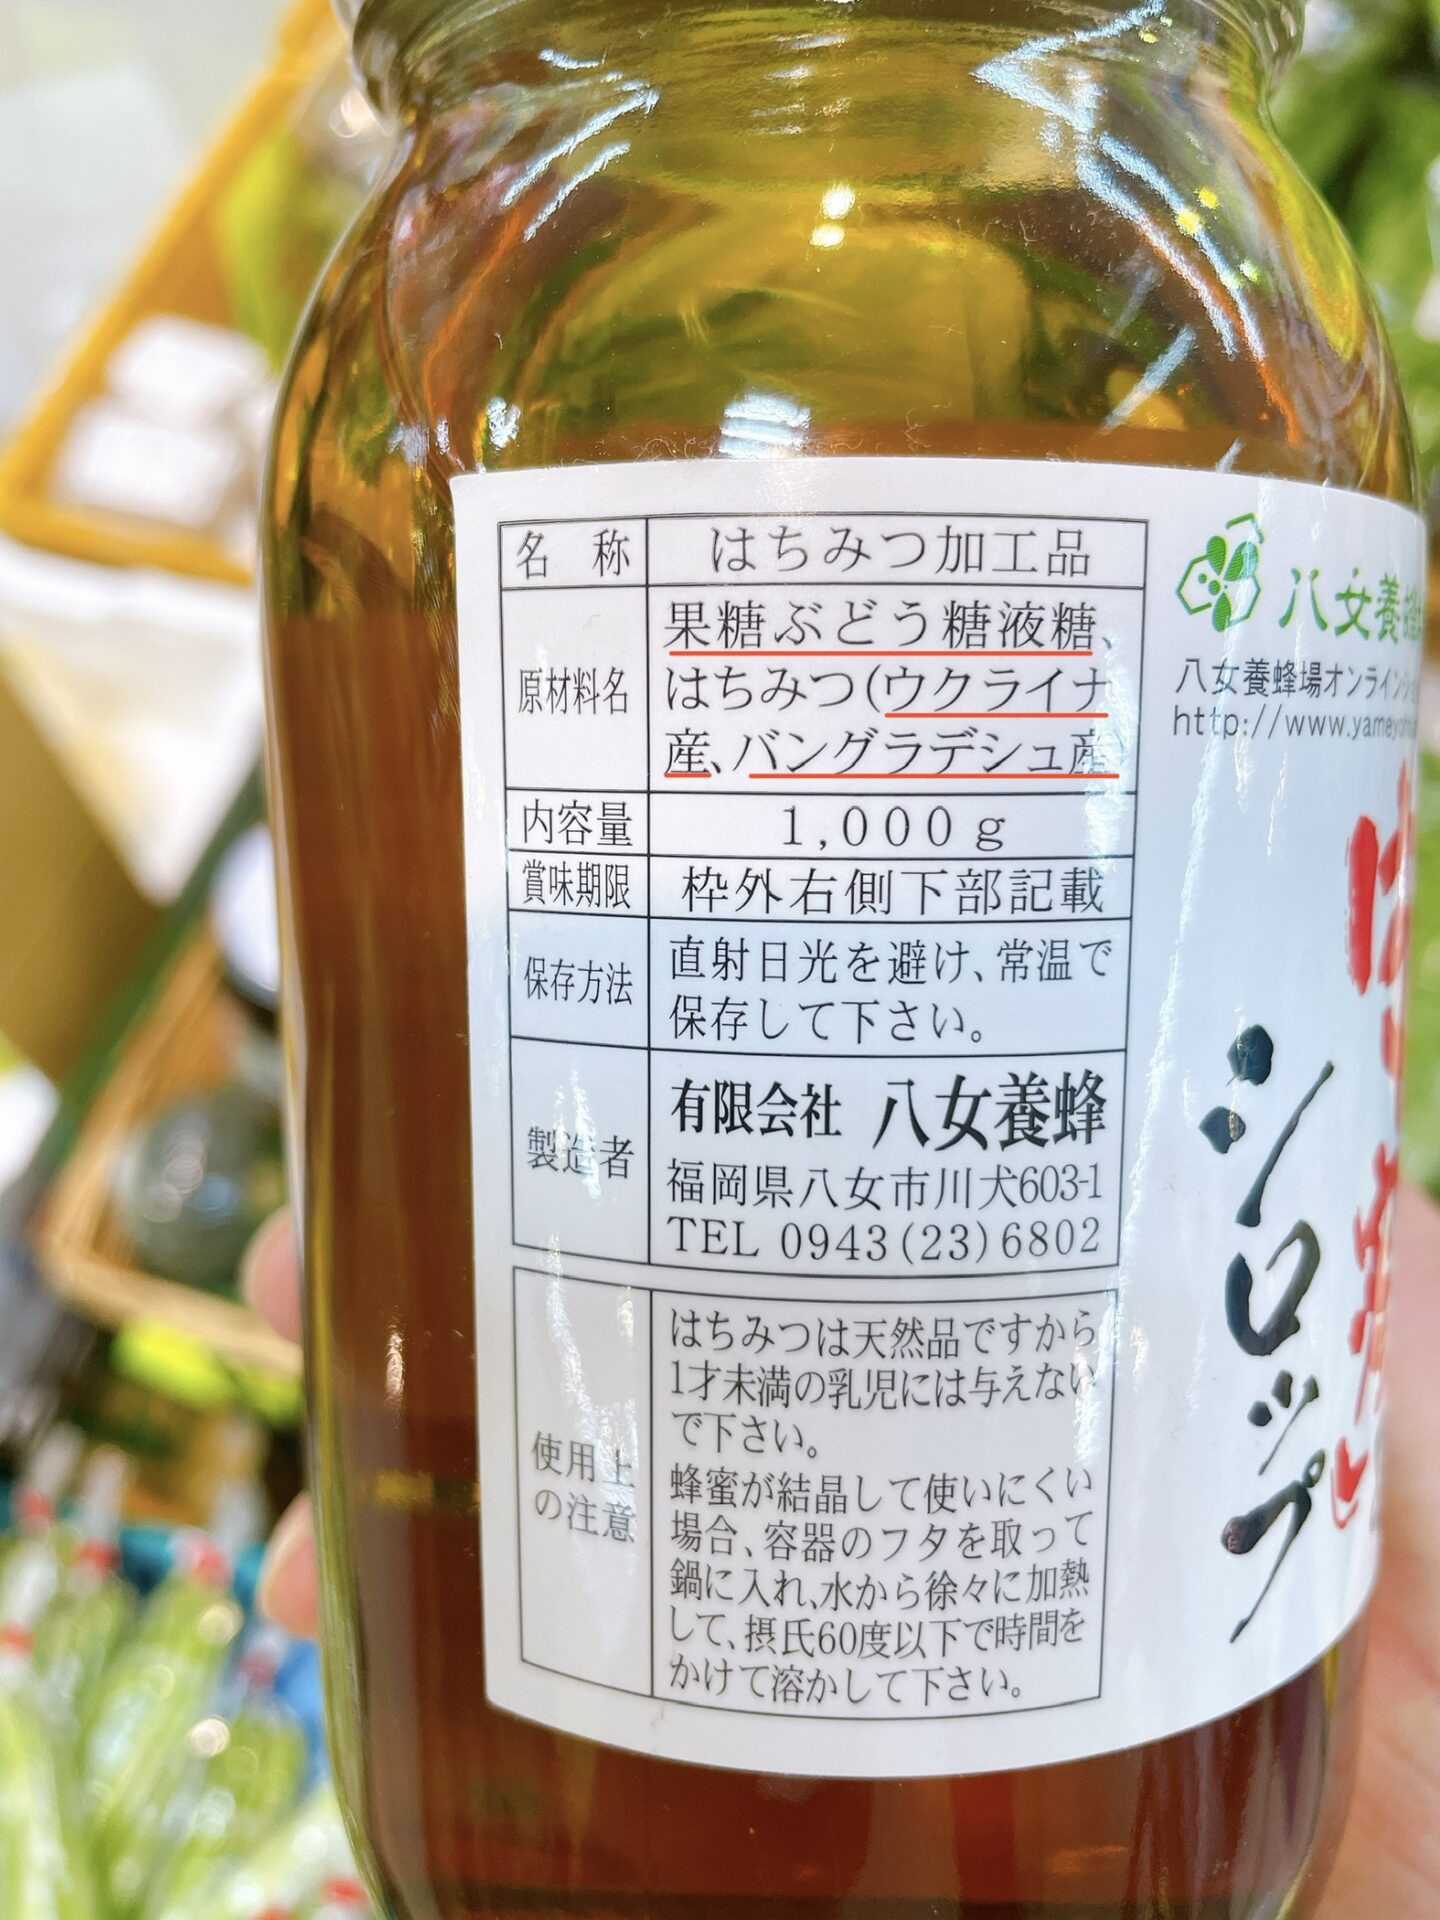 名称 はちみつ加工品
原材料名 果糖ぶどう糖液糖、
はちみつ(ウクライナ
産、バングラデシュ産)
内容量 1,000g
賞味期限 枠外右側下部記載
保存方法 直射日光を避け、常温で
保存して下さい。
製造者 有限会社 八女養蜂
福岡県八女市川犬603-1
TEL 0943(23)6802
使用上
の注意
はちみつは天然品ですから
1才未満の乳児には与えない
で下さい。
蜂蜜が結晶して使いにくい
場合、容器のフタを取って
鍋に入れ、水から徐々に加熱
して、摂氏60度以下で時間を
かけて溶かして下さい。
八女養蜂
八女養蜂場オンライン
http://www.yame
シロップ